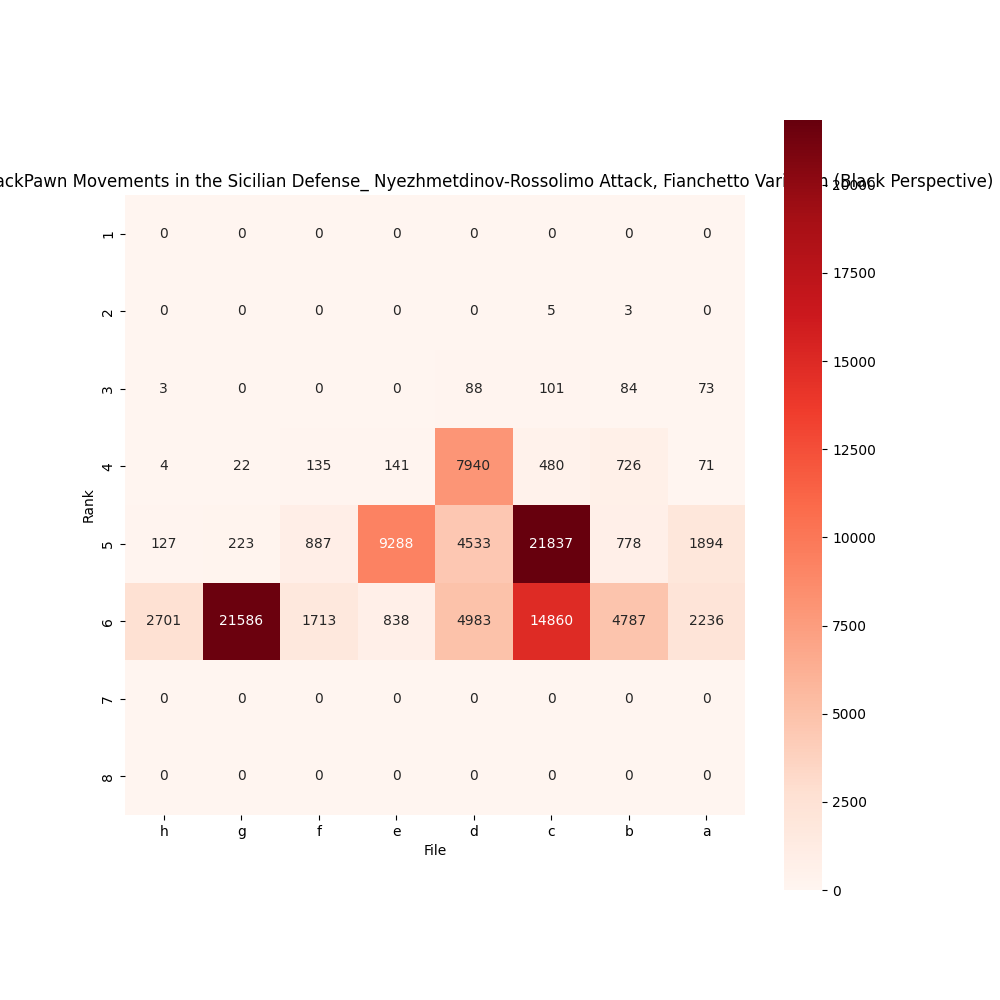 ackPawn Movements in the Sicilian Defense_ Nyezhmetdinov-Rossolimo Attack, Fianchetto Variation (Black Perspective)
20000
1 0 0 0 0 0 0 0 0
17500
2 0 0 0 0 0 5 3 0
15000
3 3 0 0 0 88 101 84 73
12500
4 4 22 135 141 7940 480 726 71
Rank
10000
5 127 223 887 9288 4533 21837 778 1894
7500
6 2701 21586 1713 838 4983 14860 4787 2236
5000
7 0 0 0 0 0 0 0 0
8 0 0 0 0 0 0 0 0
2500
h g f e d c b a
File
0